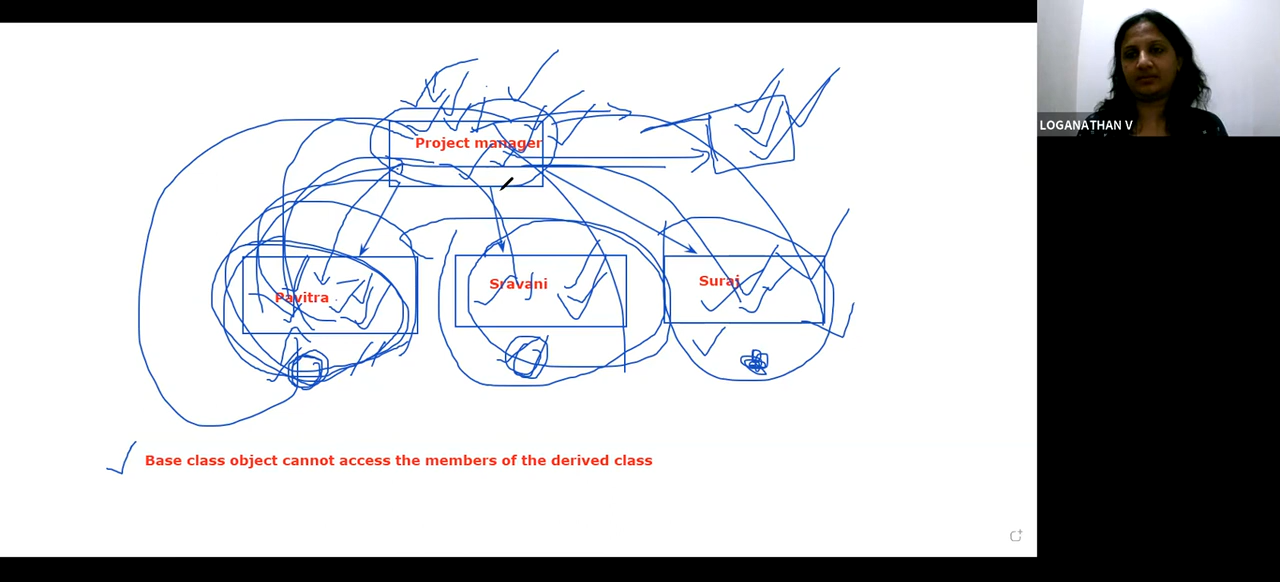 Project manager
LOGANATHAN V
Pavitra
Sravani
Suraj
Base class object cannot access the members of the derived class